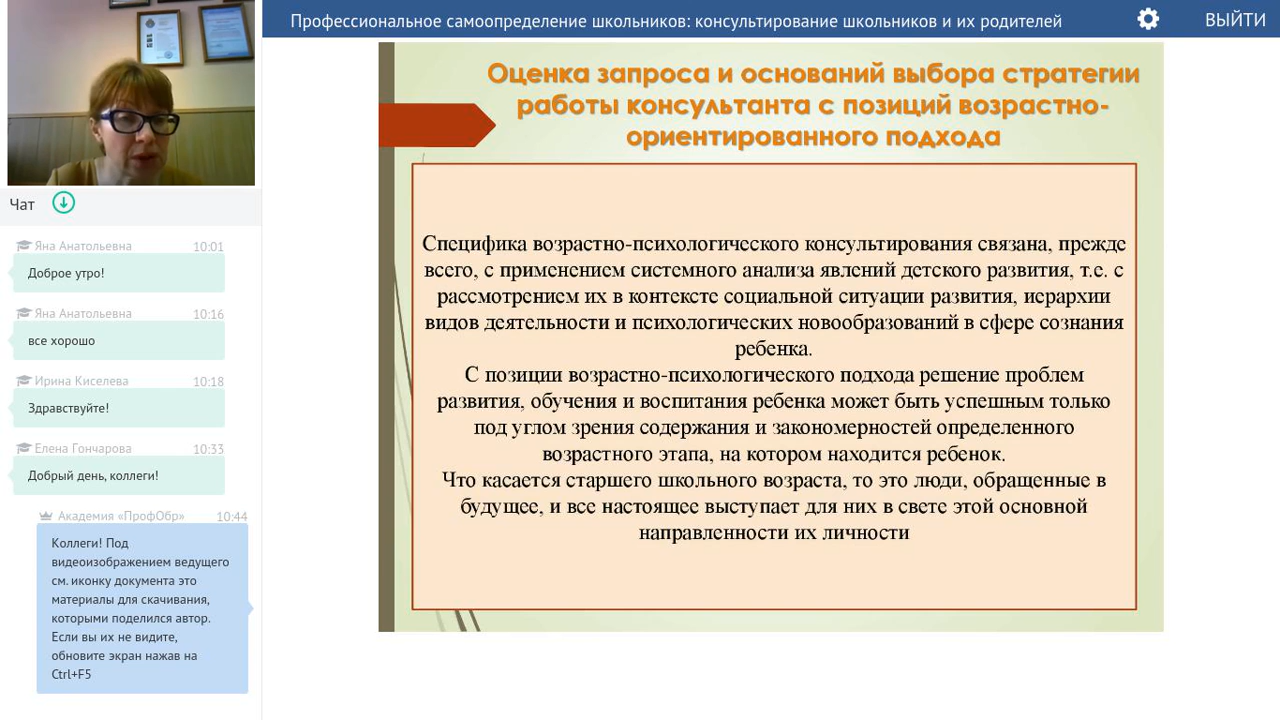 Профессиональное самоопределение школьников: консультирование школьников и их родителей
ВЫЙТИ
Чат
Яна Анатольевна 10:01
Доброе утро!
Яна Анатольевна 10:16
все хорошо
Ирина Киселева 10:18
Здравствуйте!
Елена Гончарова 10:33
Добрый день, коллеги!
Академия «ПрофОбр» 10:44
Коллеги! Под
видеоизображением ведущего
см. иконку документа это
материалы для скачивания,
которыми поделился автор.
Если вы их не видите,
обновите экран нажав на
Ctrl+F5
Оценка запроса и оснований выбора стратегии
работы консультанта с позиций возрастно-
ориентированного подхода
Специфика возрастно-психологического консультирования связана, прежде
всего, с применением системного анализа явлений детского развития, т.е. с
рассмотрением их в контексте социальной ситуации развития, иерархии
видов деятельности и психологических новообразований в сфере сознания
ребенка.
С позиции возрастно-психологического подхода решение проблем
развития, обучения и воспитания ребенка может быть успешным только
под углом зрения содержания и закономерностей определенного
возрастного этапа, на котором находится ребенок.
Что касается старшего школьного возраста, то это люди, обращенные в
будущее, и все настоящее выступает для них в свете этой основной
направленности их личности